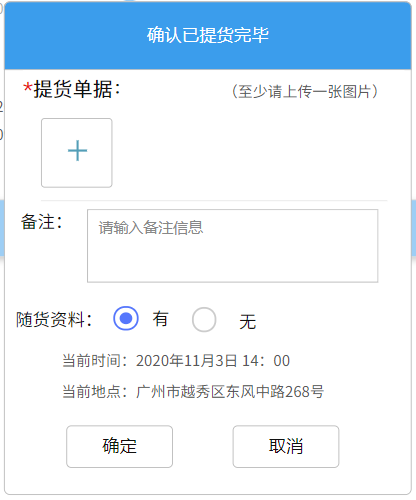 确认已提货完毕
*提货单据：
（至少请上传一张图片）
备注：
请输入备注信息
随货资料：
有
无
当前时间：2020年11月3日 14：00
当前地点：广州市越秀区东风中路268号
确定
取消